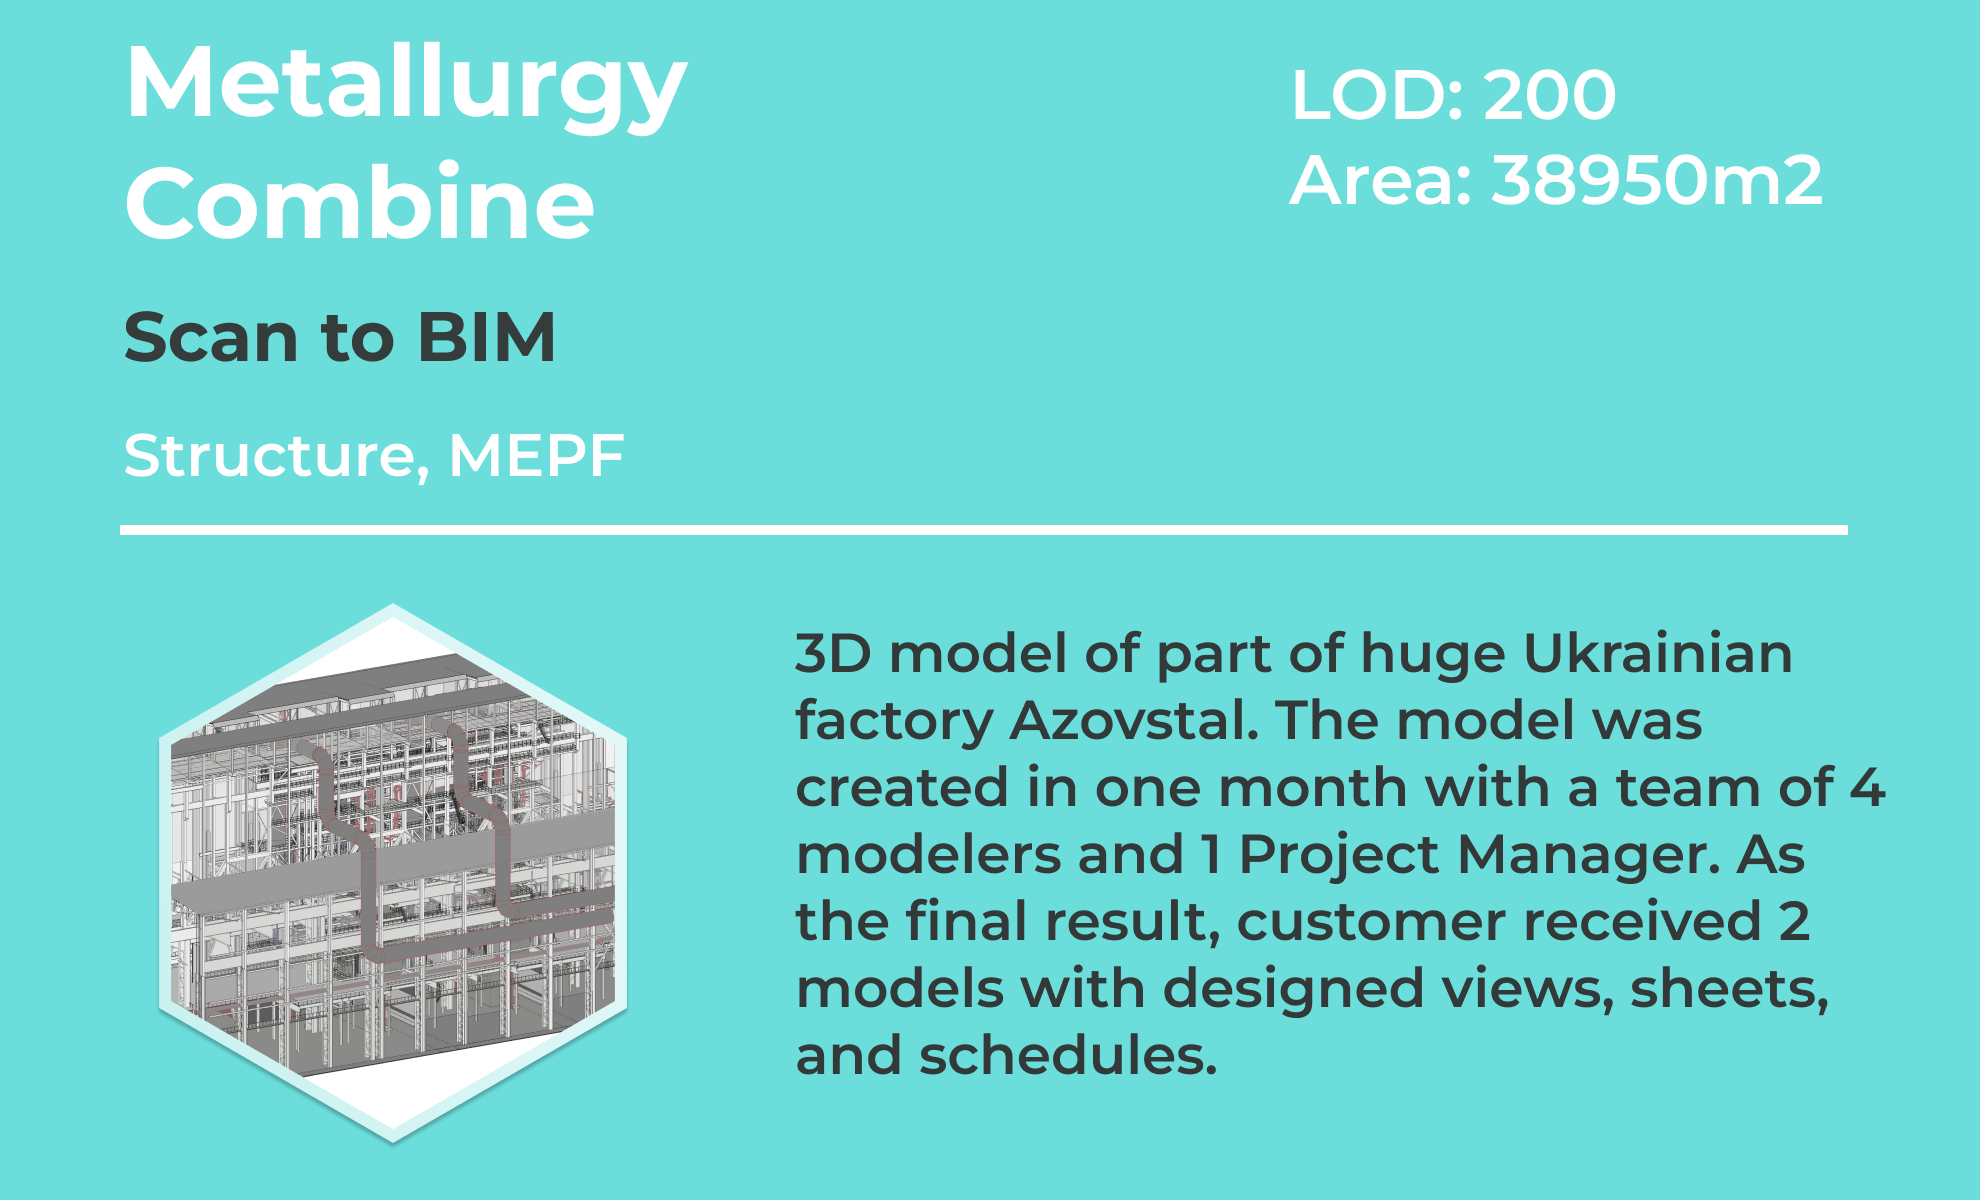 Metallurgy
Combine
LOD: 200
Area: 38950m2
Scan to BIM
Structure, MEPF
3D model of part of huge Ukrainian
factory Azovstal. The model was
created in one month with a team of 4
modelers and 1 Project Manager. As
the final result, customer received 2
models with designed views, sheets,
and schedules.